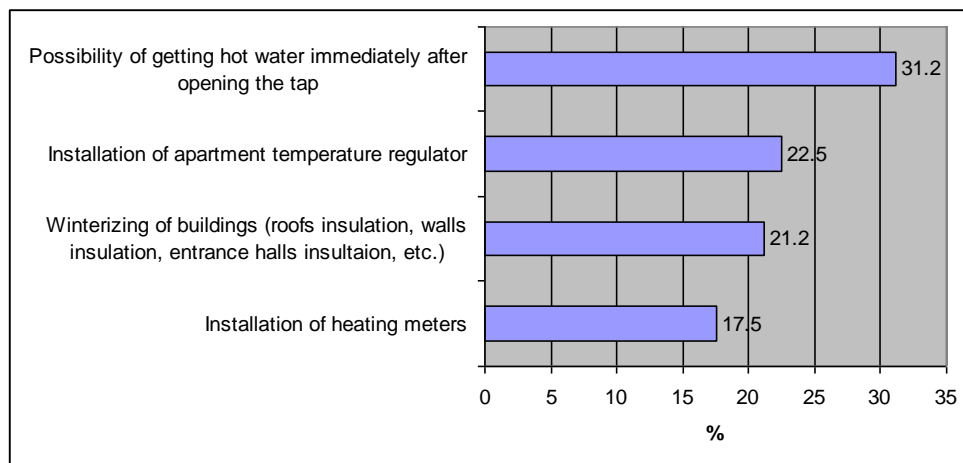 Possibility of getting hot water immediately after
opening the tap
31.2
Installation of apartment temperature regulator
22.5
Winterizing of buildings (roofs insulation, walls
insulation, entrance halls insultaion, etc.)
21.2
Installation of heating meters
17.5
0 5 10 15 20 25 30 35
%